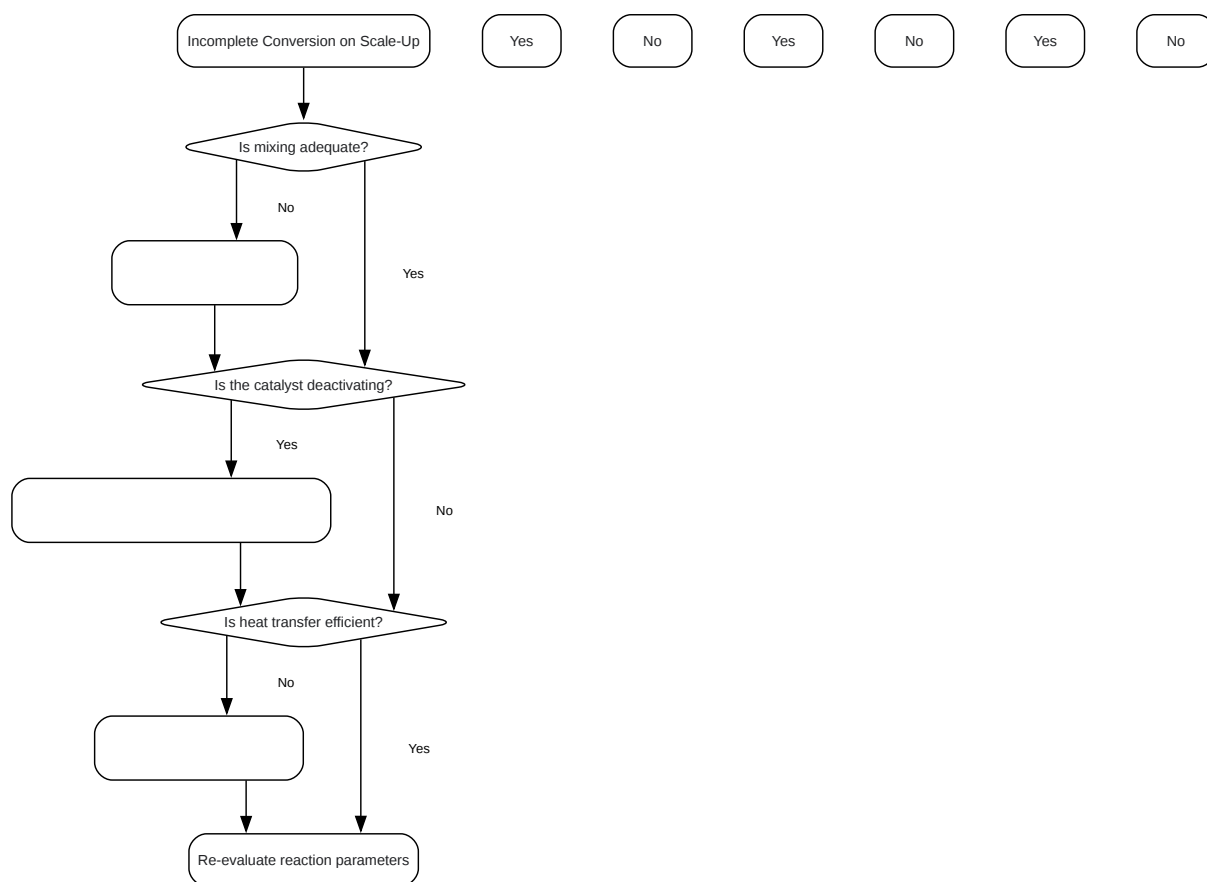 Incomplete Conversion on Scale-Up
Yes
No
Yes
No
Yes
No
Is mixing adequate?
No
Yes
Is the catalyst deactivating?
Yes
No
Is heat transfer efficient?
No
Yes
Re-evaluate reaction parameters